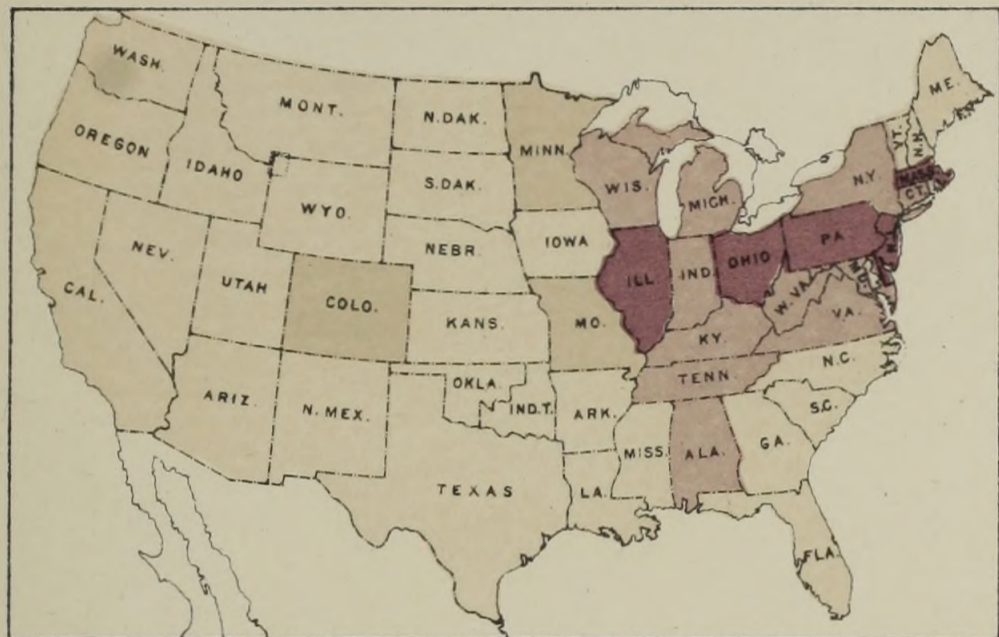 WASH.
MONT.
N.DAK.
MINN.
ME.
VT.
N.H.
OREGON
IDAHO
S.DAK.
WIS.
MICH.
N.Y.
MASS.
CT.
WYO.
NEBR.
IOWA
NEV.
UTAH
COLO.
ILL.
IND.
OHIO
PA.
N.J.
MD.
W.VA.
VA.
CAL.
KANS.
MO.
KY.
TENN
N.C.
ARIZ.
N.MEX.
OKLA.
IND.T.
ARK.
S.C.
MISS.
ALA.
GA.
TEXAS
LA.
FLA.